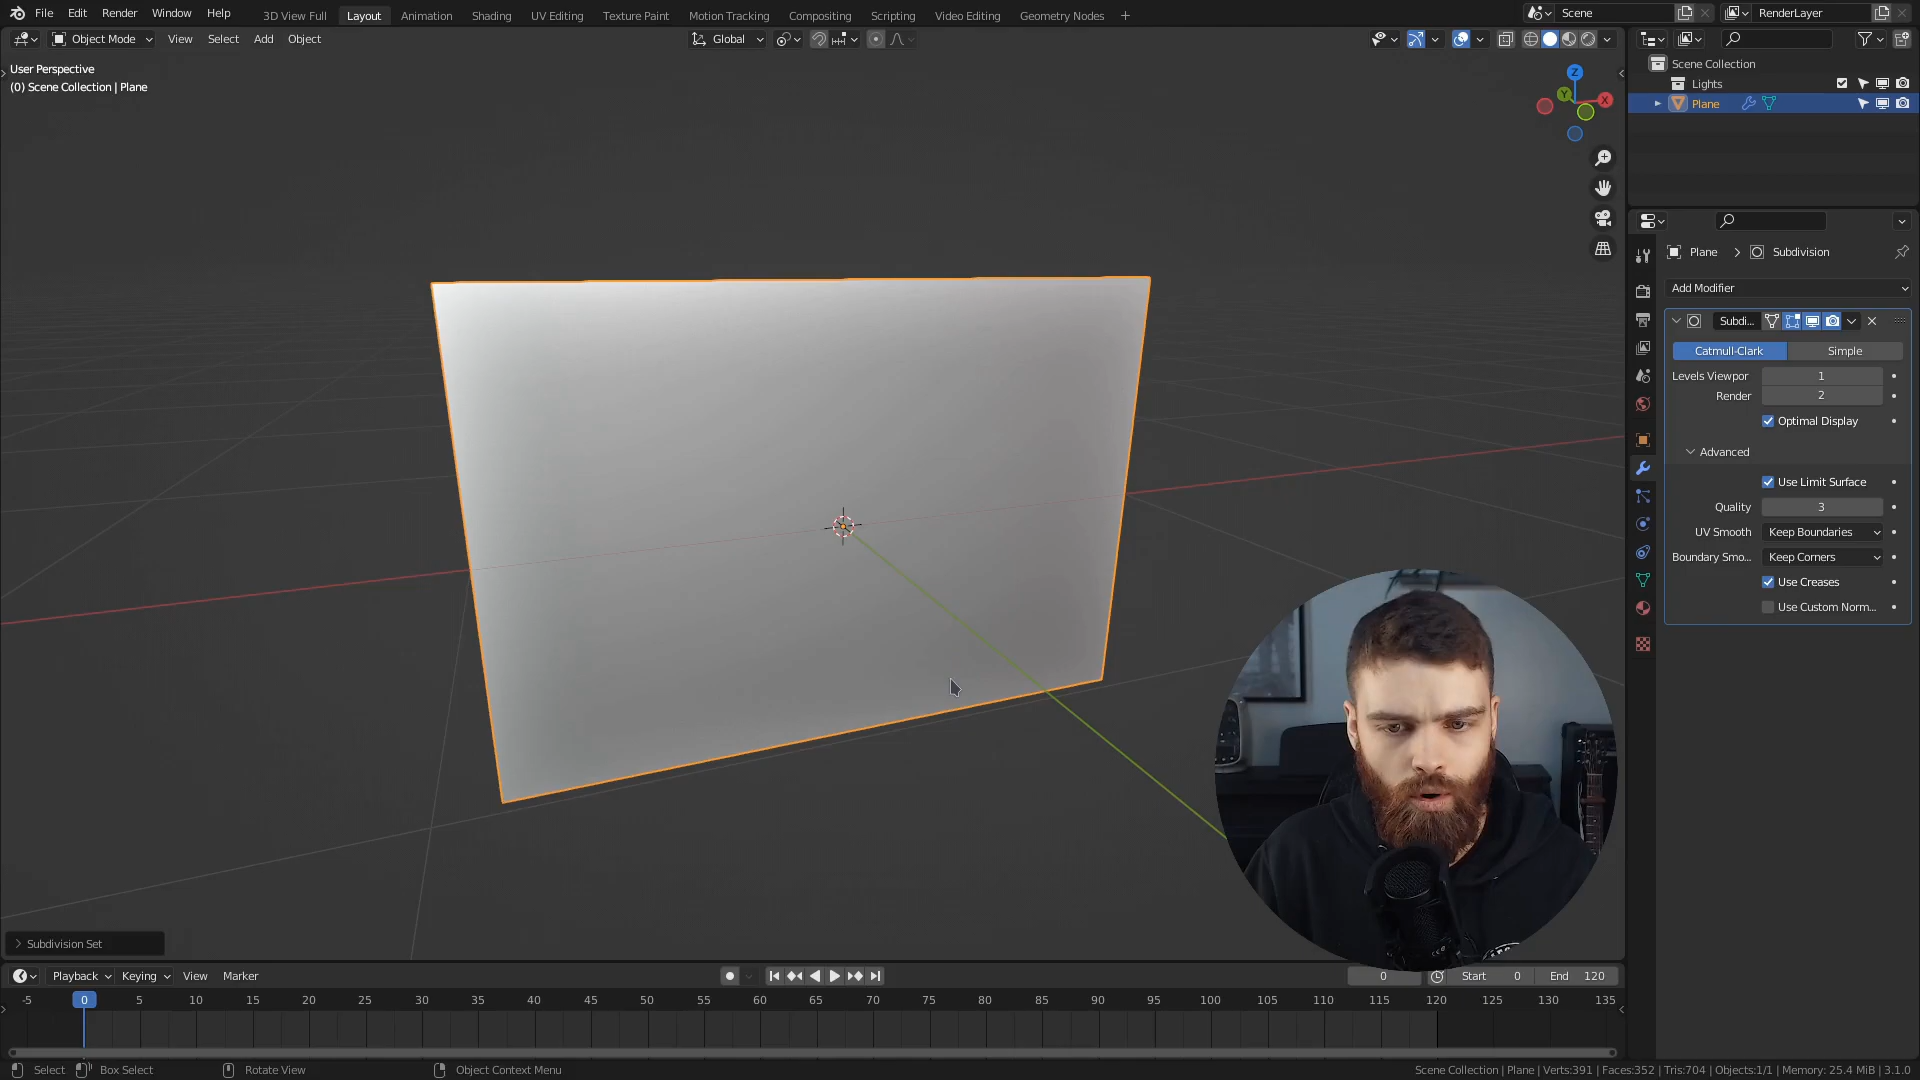 File Edit Render Window Help 3D View Full Layout Animation Shading UV Editing Texture Paint Motion Tracking Compositing Scripting Video Editing Geometry Nodes + Scene RenderLayer
Object Mode View Select Add Object Global
User Perspective
(0) Scene Collection | Plane
Z
Y
X
Scene Collection
Lights
Plane
Plane > Subdivision
Add Modifier
Subdi...
Catmull-Clark Simple
Levels Viewpor 1
Render 2
Optimal Display
Advanced
Use Limit Surface
Quality 3
UV Smooth Keep Boundaries
Boundary Smo... Keep Corners
Use Creases
Use Custom Norm...
Subdivision Set
Playback Keying View Marker 0 Start 0 End 120
-5 0 5 10 15 20 25 30 35 40 45 50 55 60 65 70 75 80 85 90 95 100 105 110 115 120 125 130 135
Select Box Select Rotate View Object Context Menu Scene Collection | Plane | Verts:391 | Faces:352 | Tris:704 | Objects:1/1 | Memory: 25.4 MiB | 3.1.0